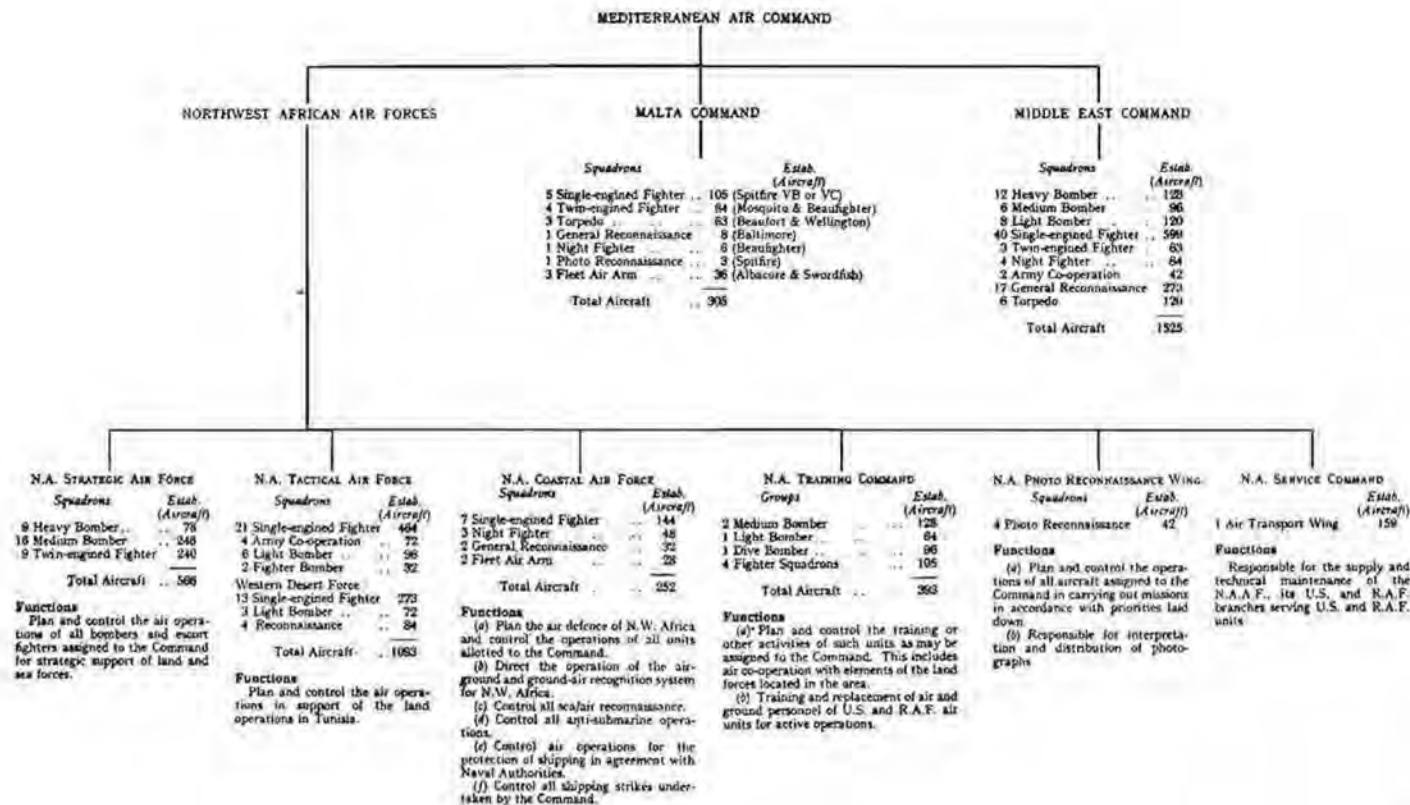 MEDITERRANEAN AIR COMMAND
NORTHWEST AFRICAN AIR FORCES
MALTA COMMAND
Squadrons Estab. (Aircraft)
5 Single-engined Fighter .. 105 (Spitfire VB or VC)
4 Twin-engined Fighter .. 84 (Mosquito & Beaufighter)
3 Torpedo .. .. .. 63 (Beaufort & Wellington)
1 General Reconnaissance 8 (Baltimore)
1 Night Fighter .. .. 6 (Beaufighter)
1 Photo Reconnaissance .. 3 (Spitfire)
3 Fleet Air Arm .. .. 36 (Albacore & Swordfish)
Total Aircraft .. 305
MIDDLE EAST COMMAND
Squadrons Estab. (Aircraft)
12 Heavy Bomber .. .. 128
6 Medium Bomber .. 96
8 Light Bomber .. .. 120
40 Single-engined Fighter .. 599
3 Twin-engined Fighter .. 63
4 Night Fighter .. .. 64
2 Army Co-operation .. 42
17 General Reconnaissance 273
6 Torpedo .. .. 120
Total Aircraft 1525
N.A. STRATEGIC AIR FORCE
Squadrons Estab. (Aircraft)
9 Heavy Bomber .. .. 78
16 Medium Bomber .. 248
9 Twin-engined Fighter .. 240
Total Aircraft .. 566
Functions
Plan and control the air opera-
tions of all bombers and escort
fighters assigned to the Command
for strategic support of land and
sea forces.
N.A. TACTICAL AIR FORCE
Squadrons Estab. (Aircraft)
21 Single-engined Fighter 464
4 Army Co-operation .. 72
6 Light Bomber .. .. 96
2 Fighter Bomber .. 32
Western Desert Force
13 Single-engined Fighter 273
3 Light Bomber .. .. 72
4 Reconnaissance .. 84
Total Aircraft .. 1093
Functions
Plan and control the air opera-
tions in support of the land
operations in Tunisia.
N.A. COASTAL AIR FORCE
Squadrons Estab. (Aircraft)
7 Single-engined Fighter .. 144
3 Night Fighter .. .. 48
2 General Reconnaissance .. 32
2 Fleet Air Arm .. .. 28
Total Aircraft .. 252
Functions
(a) Plan the air defence of N.W. Africa
and control the operations of all units
allotted to the Command.
(b) Direct the operation of the air-
ground and ground-air recognition system
for N.W. Africa.
(c) Control all sea/air reconnaissance.
(d) Control all anti-submarine opera-
tions.
(e) Control air operations for the
protection of shipping in agreement with
Naval Authorities.
(f) Control all shipping strikes under-
taken by the Command.
N.A. TRAINING COMMAND
Groups Estab. (Aircraft)
2 Medium Bomber .. .. 128
1 Light Bomber .. .. 64
1 Dive Bomber .. .. 96
4 Fighter Squadrons .. 105
Total Aircraft .. 393
Functions
(a) Plan and control the training or
other activities of such units as may be
assigned to the Command. This includes
air co-operation with elements of the land
forces located in the area.
(b) Training and replacement of air and
ground personnel of U.S. and R.A.F. air
units for active operations.
N.A. PHOTO RECONNAISSANCE WING.
Squadrons Estab. (Aircraft)
4 Photo Reconnaissance .. 42
Functions
(a) Plan and control the opera-
tions of all aircraft assigned to the
Command in carrying out missions
in accordance with priorities laid
down.
(b) Responsible for interpreta-
tion and distribution of photo-
graphs
N.A. SERVICE COMMAND
Estab. (Aircraft)
1 Air Transport Wing .. 159
Functions
Responsible for the supply and
technical maintenance of the
N.A.A.F., its U.S. and R.A.F.
branches serving U.S. and R.A.F.
units